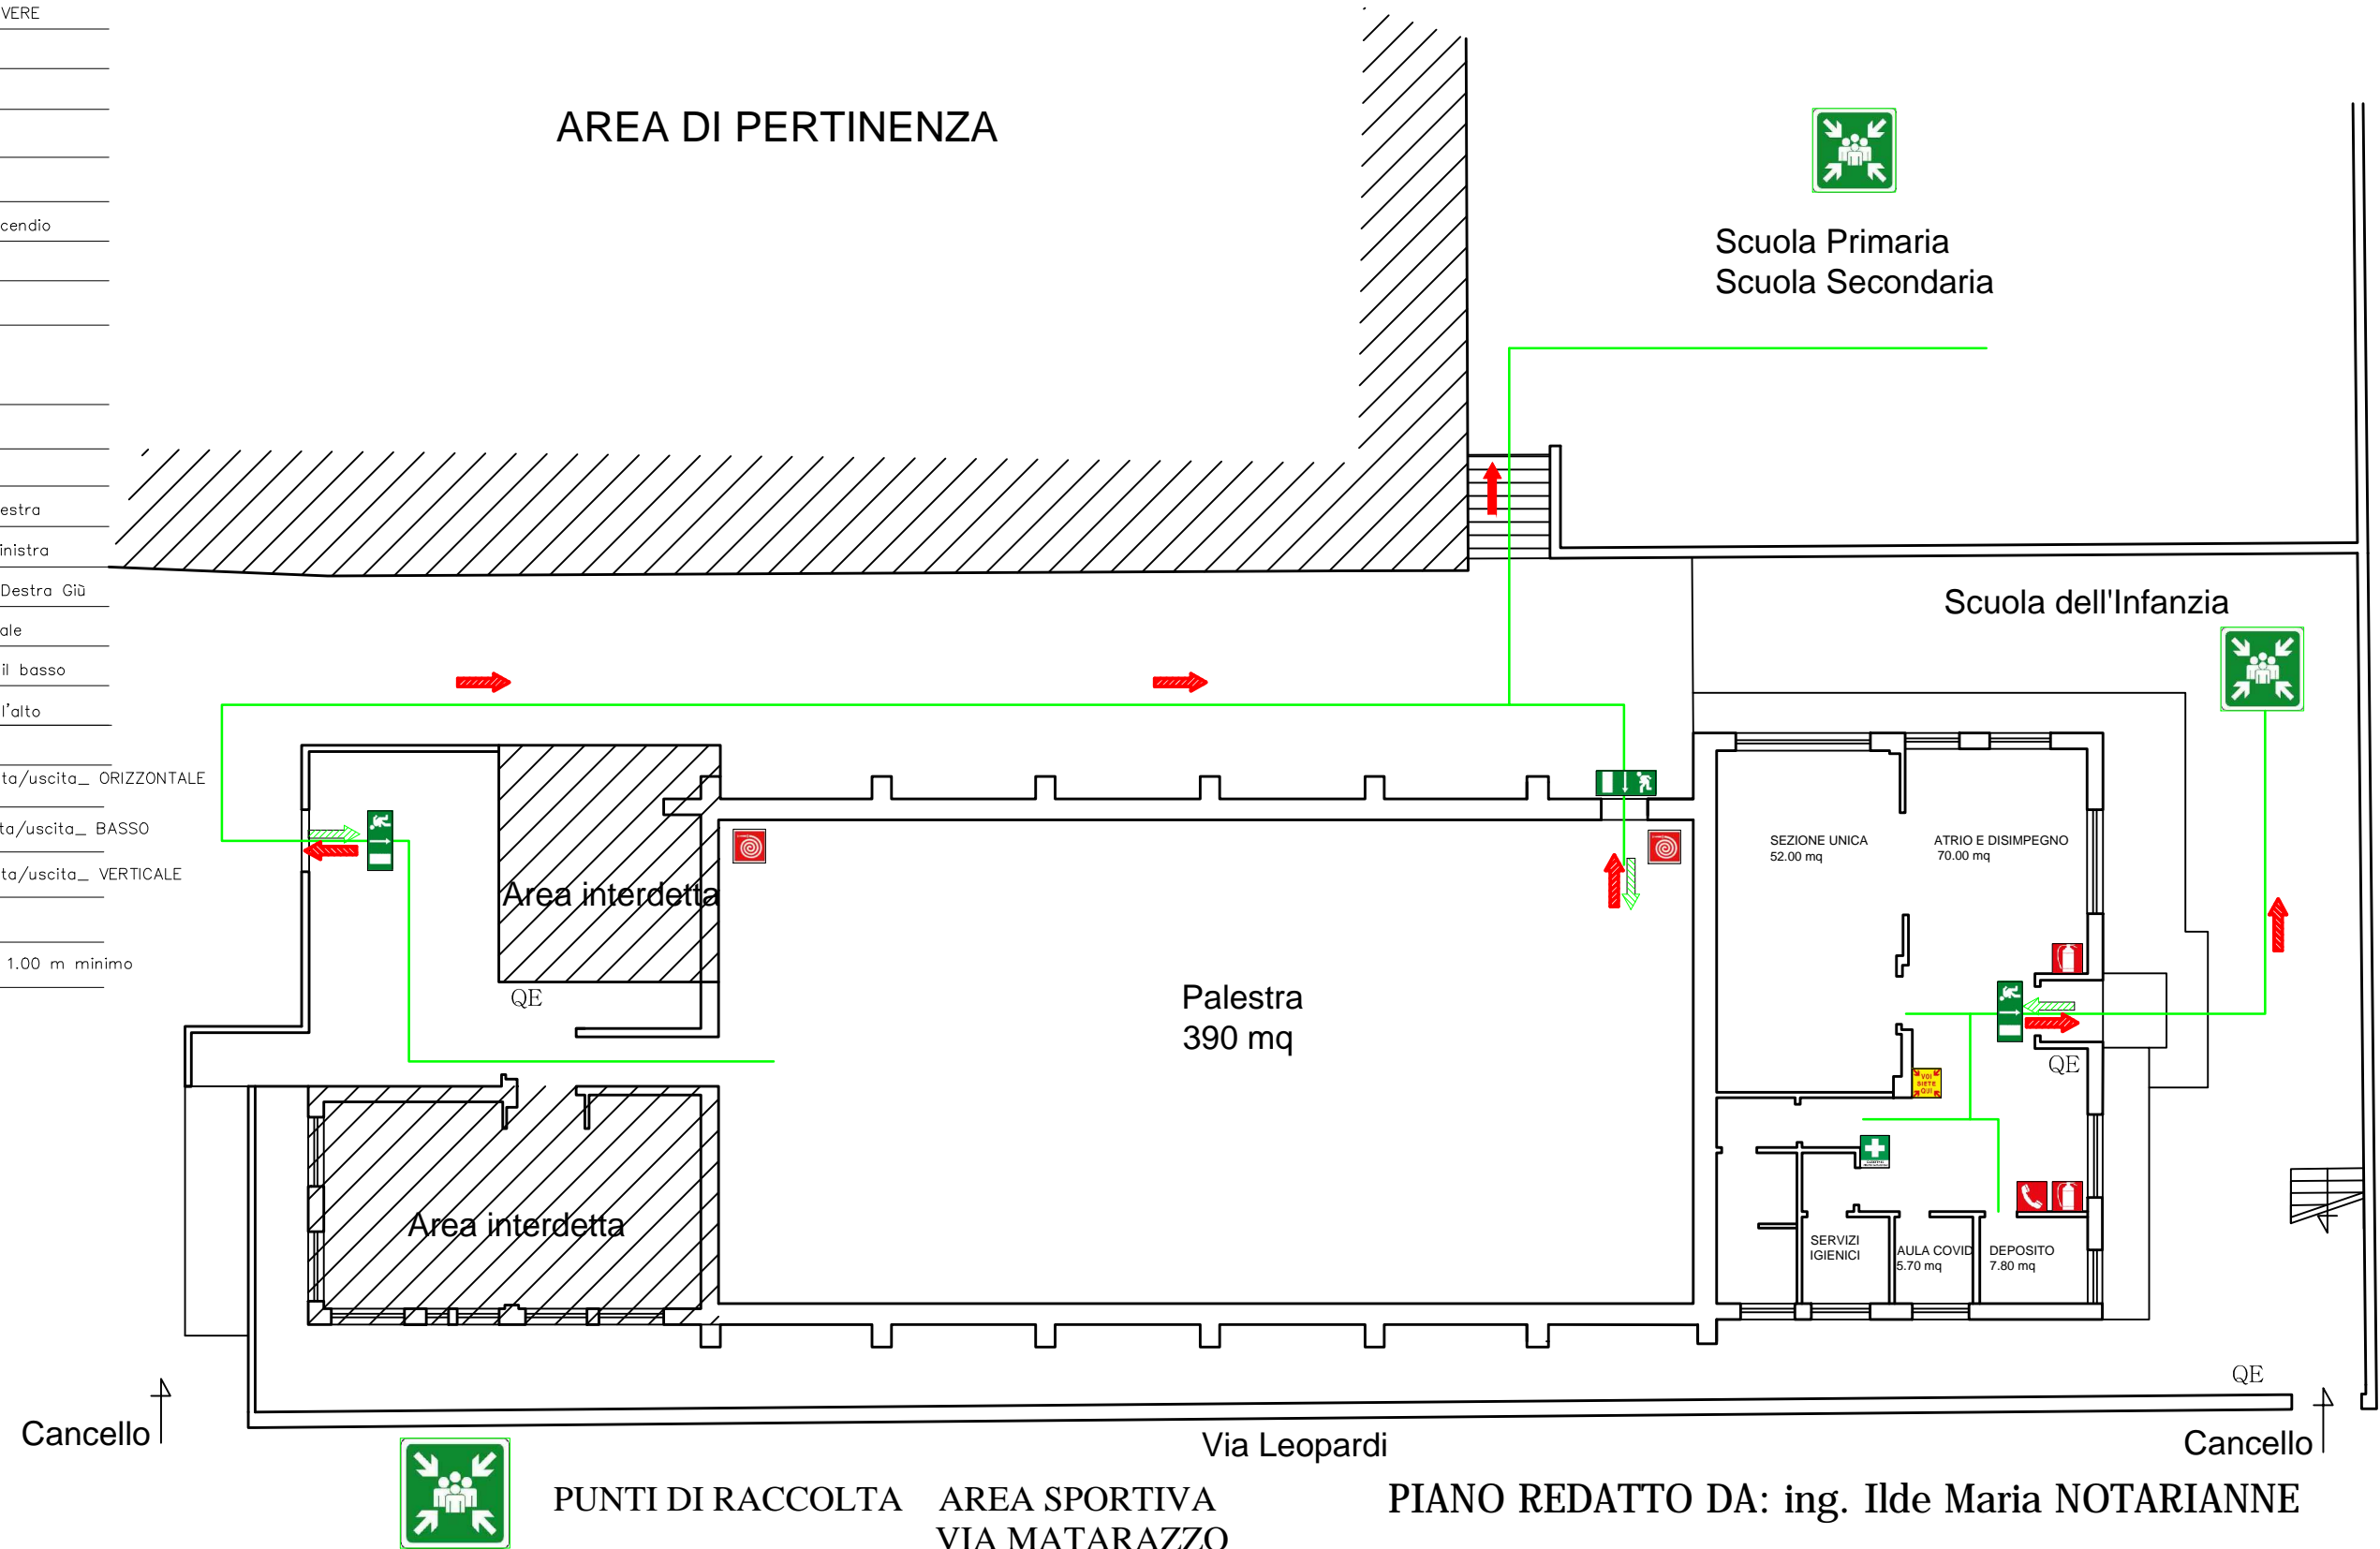 VERE
cendio
estra
inistra
Destra Giù
ale
il basso
l'alto
ta/uscita_ ORIZZONTALE
ta/uscita_ BASSO
ta/uscita_ VERTICALE
1.00 m minimo
AREA DI PERTINENZA
Scuola Primaria
Scuola Secondaria
Scuola dell'Infanzia
SEZIONE UNICA
52.00 mq
ATRIO E DISIMPEGNO
70.00 mq
Area interdetta
QE
Palestra
390 mq
QE
VOI
SIETE
QUI
Area interdetta
SERVIZI
IGIENICI
AULA COVID
5.70 mq
DEPOSITO
7.80 mq
QE
Cancello
Via Leopardi
Cancello
PUNTI DI RACCOLTA AREA SPORTIVA
VIA MATARAZZO
PIANO REDATTO DA: ing. Ilde Maria NOTARIANNE